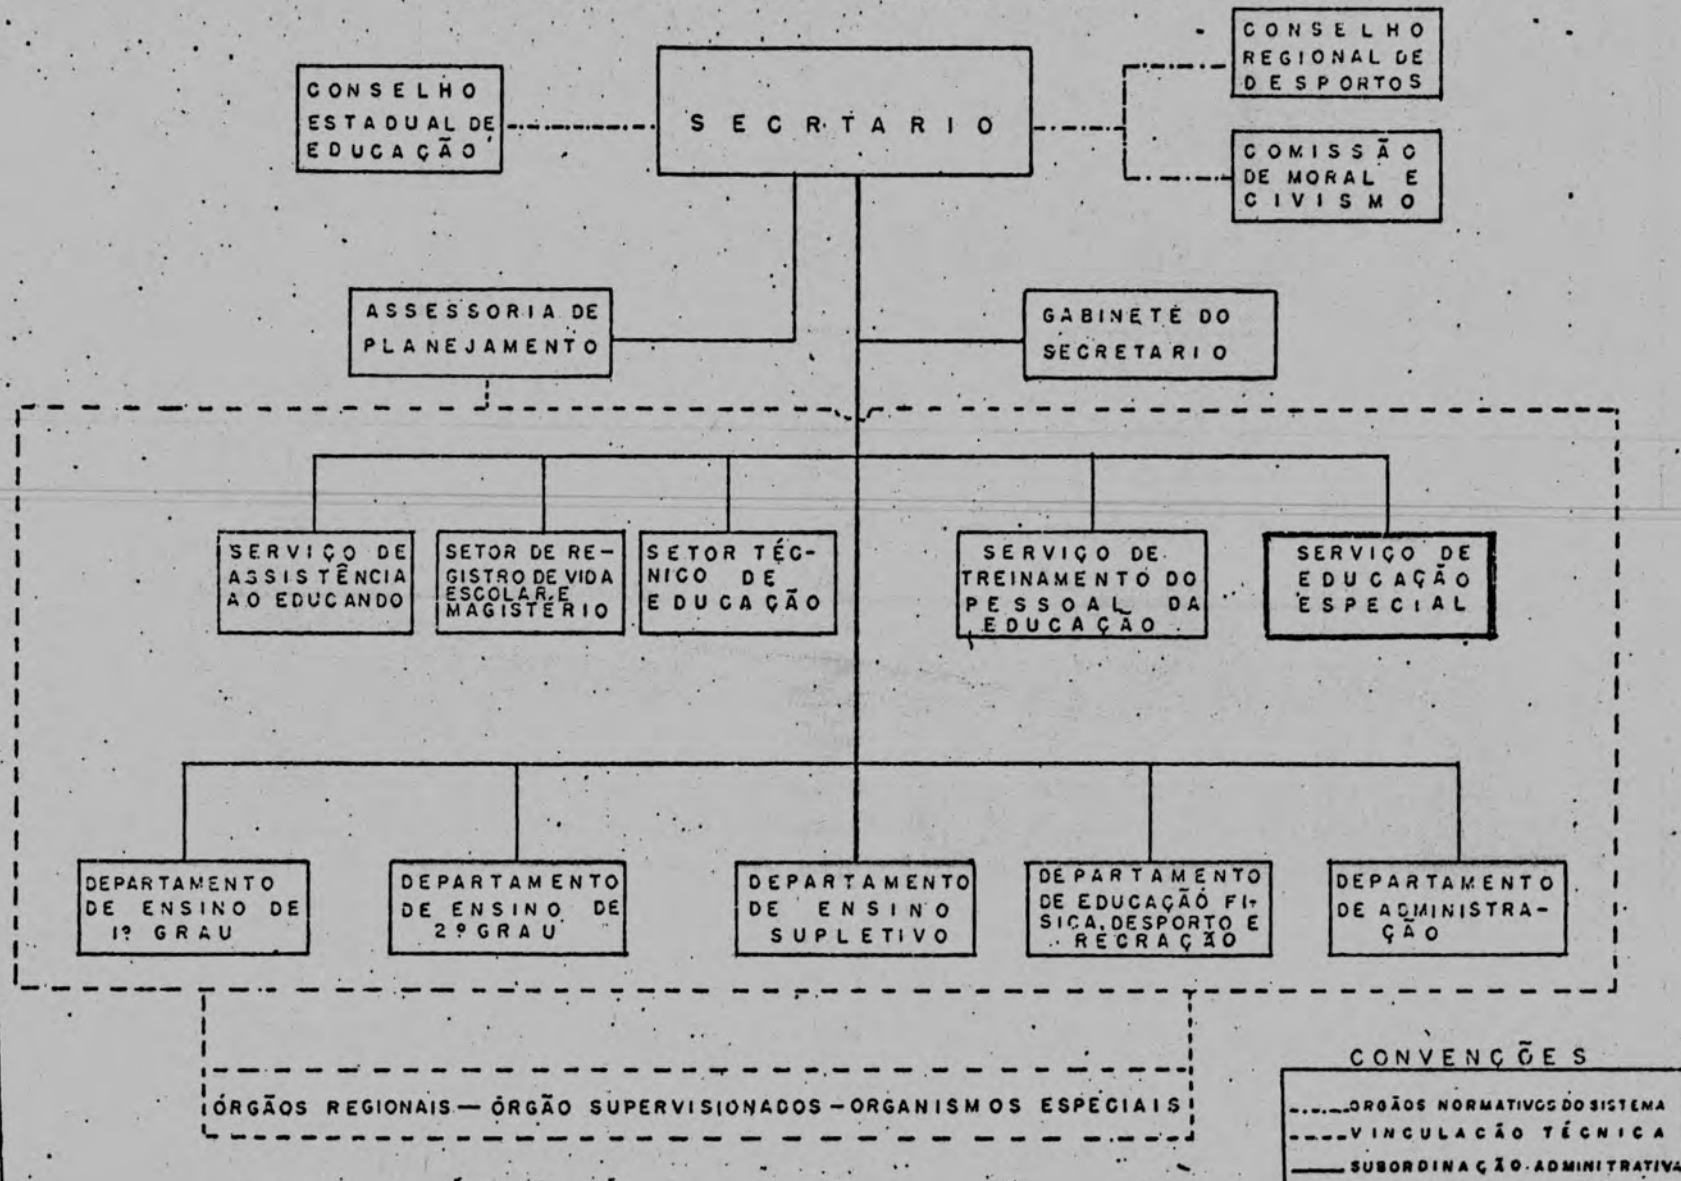 CONSELHO
ESTADUAL DE
EDUCAÇÃO
SECRTARIO
CONSELHO
REGIONAL DE
DESPORTOS
COMISSÃO
DE MORAL E
CIVISMO
ASSESSORIA DE
PLANEJAMENTO
GABINETE DO
SECRETARIO
SERVIÇO DE
ASSISTÊNCIA
AO EDUCANDO
SETOR DE RE-
GISTRO DE VIDA
ESCOLAR E
MAGISTÉRIO
SETOR TÉC-
NICO DE
EDUCAÇÃO
SERVIÇO DE
TREINAMENTO DO
PESSOAL DA
EDUCAÇÃO
SERVIÇO DE
EDUCAÇÃO
ESPECIAL
DEPARTAMENTO
DE ENSINO DE
1º GRAU
DEPARTAMENTO
DE ENSINO DE
2º GRAU
DEPARTAMENTO
DE ENSINO
SUPLETIVO
DEPARTAMENTO
DE EDUCAÇÃO FI-
SICA, DESPORTO E
RECRAÇÃO
DEPARTAMENTO
DE ADMINISTRA-
ÇÃO
ÓRGÃOS REGIONAIS — ÓRGÃO SUPERVISIONADOS - ORGANISMOS ESPECIAIS
CONVENÇÕES
ORGÃOS NORMATIVOS DO SISTEMA
VINCULACÃO TÉCNICA
SUBORDINAÇÃO ADMINITRATIVA